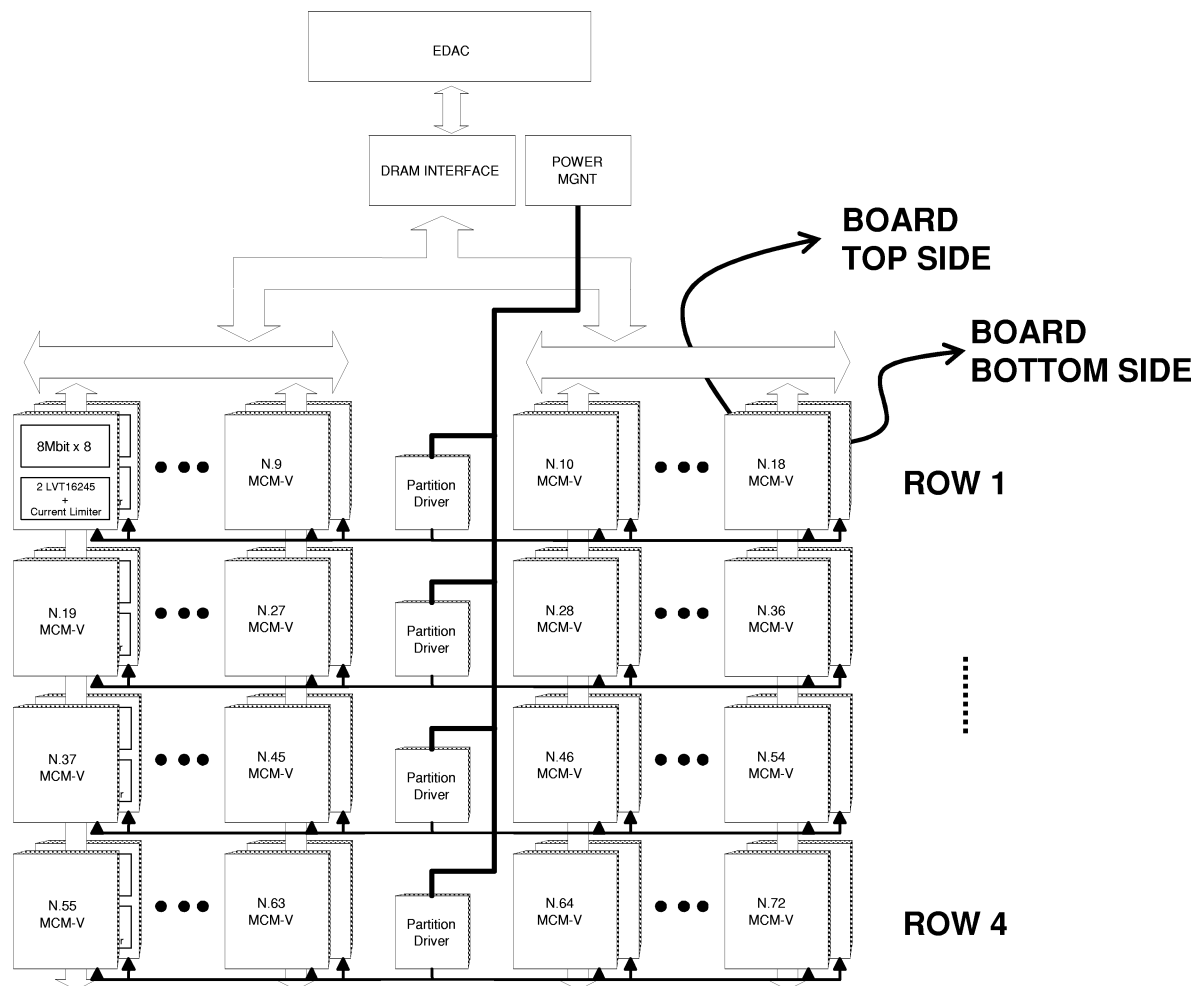 EDAC
DRAM INTERFACE
POWER
MGNT
BOARD
TOP SIDE
BOARD
BOTTOM SIDE
8Mbit x 8
2 LVT16245
+
Current Limiter
r
N.9
MCM-V
Partition
Driver
N.10
MCM-V
N.18
MCM-V
ROW 1
N.19
MCM-V
r
N.27
MCM-V
Partition
Driver
N.28
MCM-V
N.36
MCM-V
N.37
MCM-V
r
N.45
MCM-V
Partition
Driver
N.46
MCM-V
N.54
MCM-V
N.55
MCM-V
r
N.63
MCM-V
Partition
Driver
N.64
MCM-V
N.72
MCM-V
ROW 4